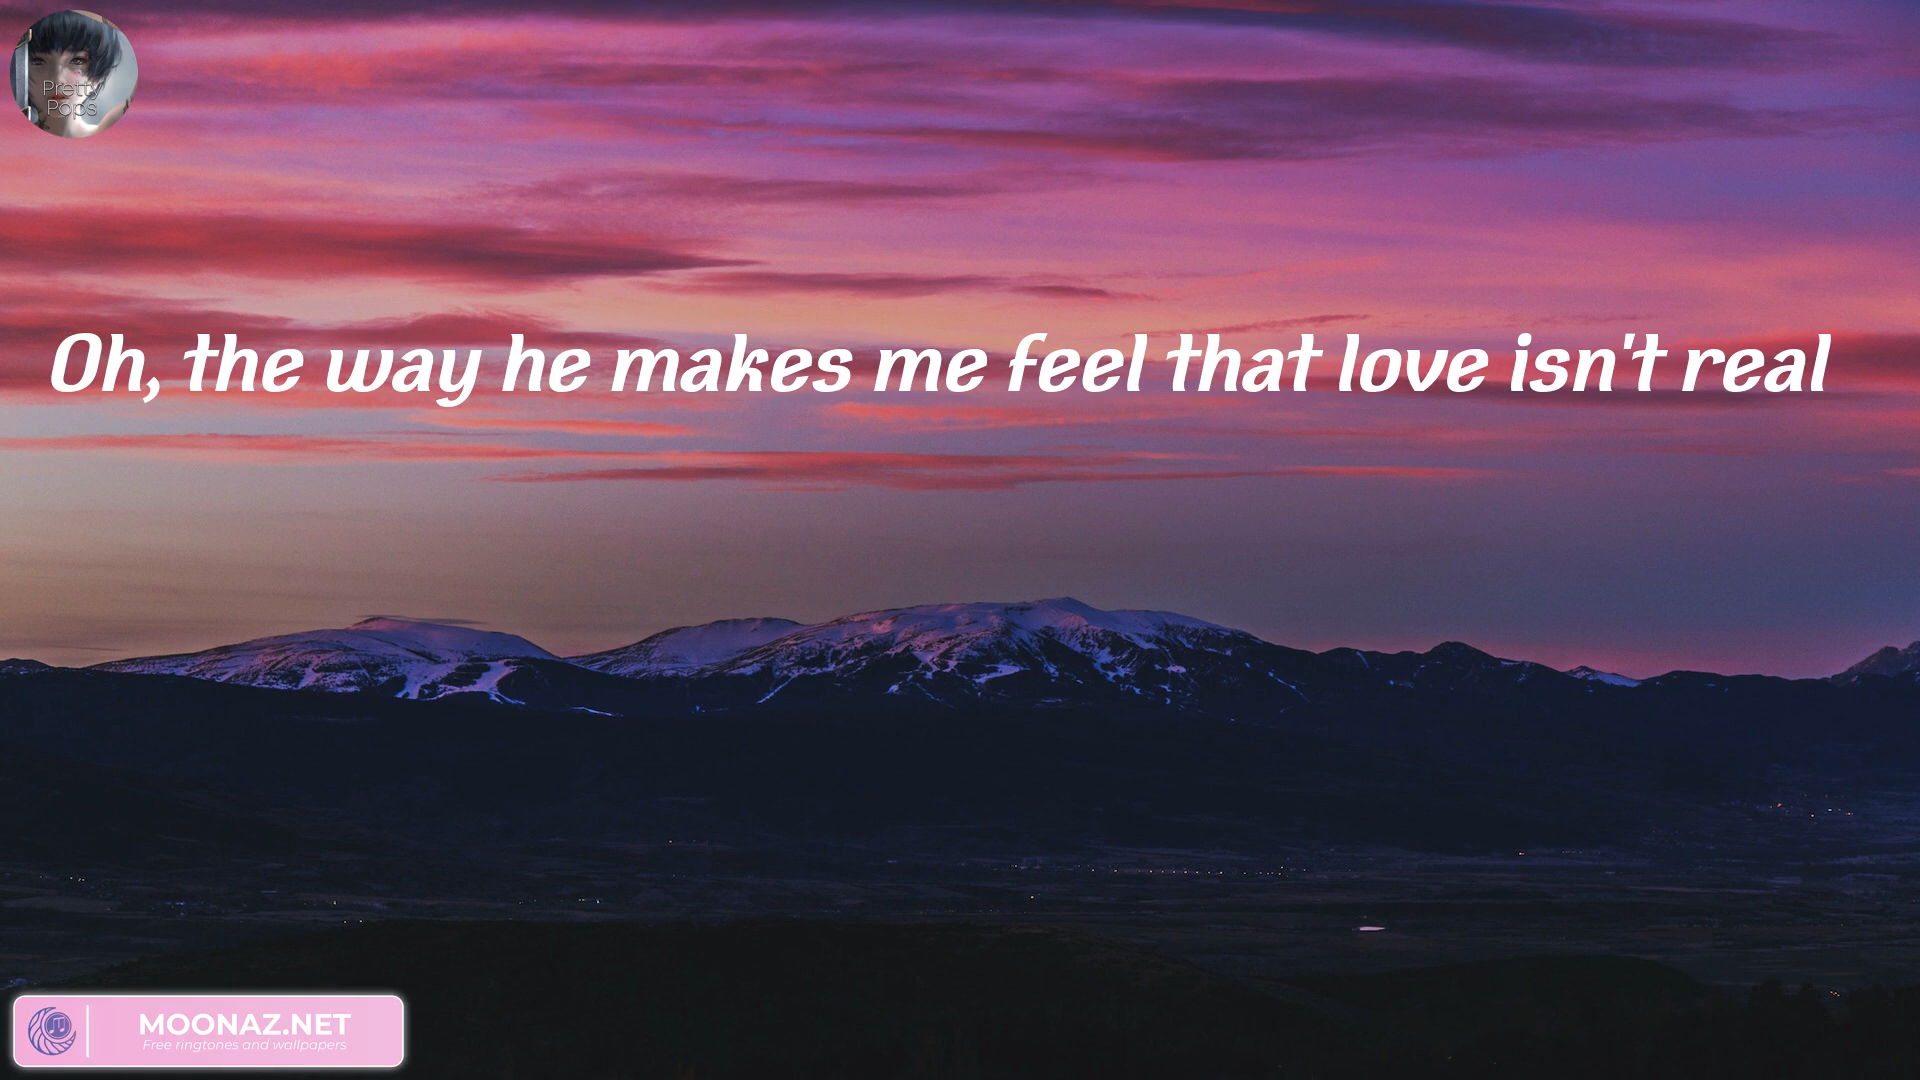 Pretty
Pops
Oh, the way he makes me feel that love isn't real
MOONAZ.NET
Free ringtones and wallpapers